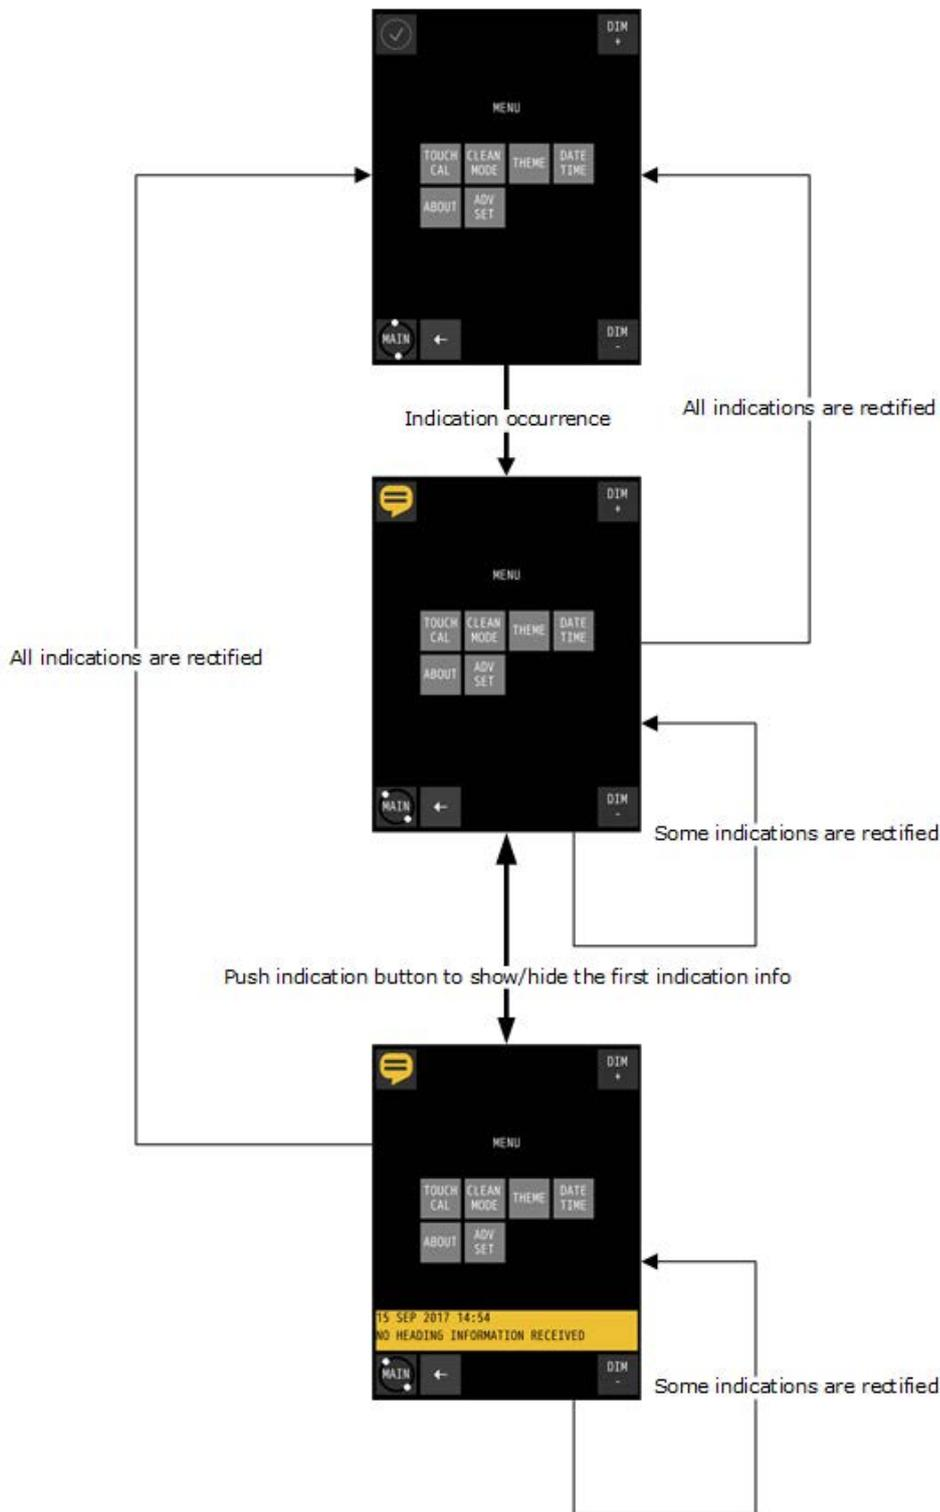 DIM
+
MENU
TOUCH CAL
CLEAN MODE
THEME
DATE TIME
ABOUT
ADV SET
MAIN
←
DIM
-
Indication occurrence
All indications are rectified
DIM
+
MENU
TOUCH CAL
CLEAN MODE
THEME
DATE TIME
ABOUT
ADV SET
All indications are rectified
MAIN
←
DIM
-
Some indications are rectified
Push indication button to show/hide the first indication info
DIM
+
MENU
TOUCH CAL
CLEAN MODE
THEME
DATE TIME
ABOUT
ADV SET
15 SEP 2017 14:54
NO HEADING INFORMATION RECEIVED
MAIN
←
DIM
-
Some indications are rectified